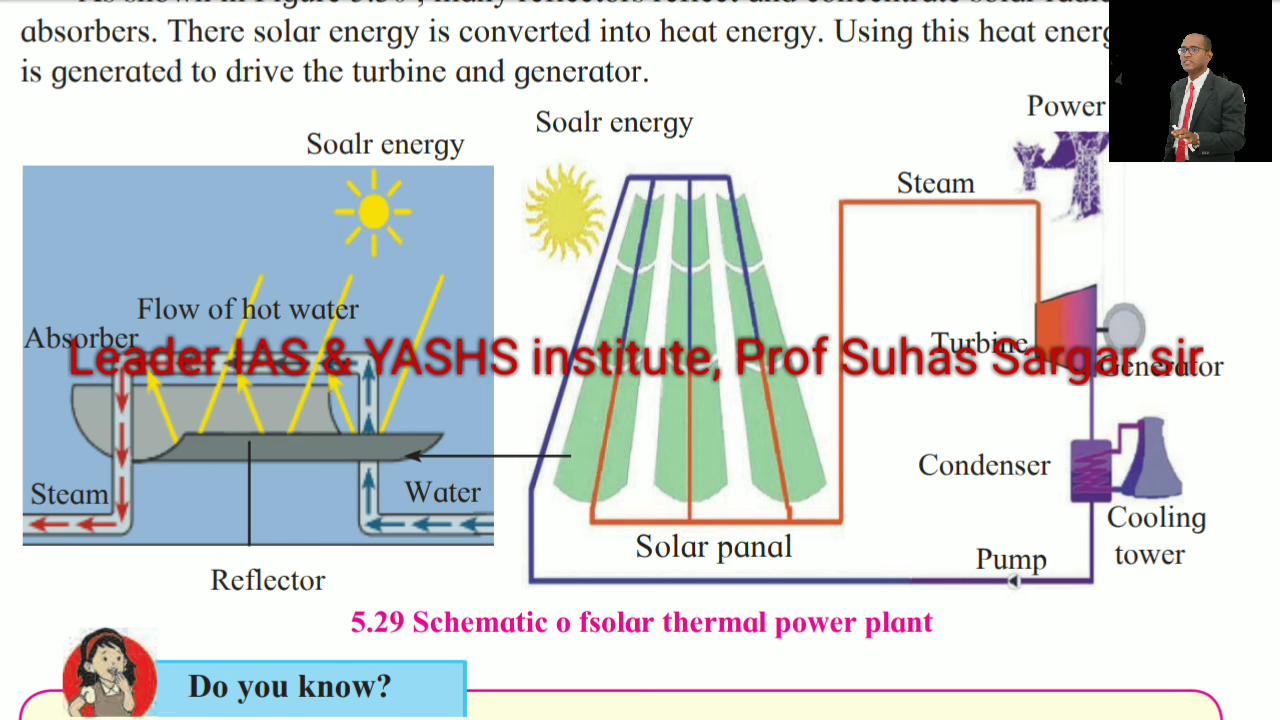 absorbers. There solar energy is converted into heat energy. Using this heat energ
is generated to drive the turbine and generator.
Soalr energy
Soalr energy
Power
Steam
Flow of hot water
Absorber
Turbine
Leader IAS & YASHS institute, Prof Suhas Sargar sir
Generator
Steam
Water
Condenser
Cooling
tower
Solar panal
Pump
Reflector
5.29 Schematic o fsolar thermal power plant
Do you know?